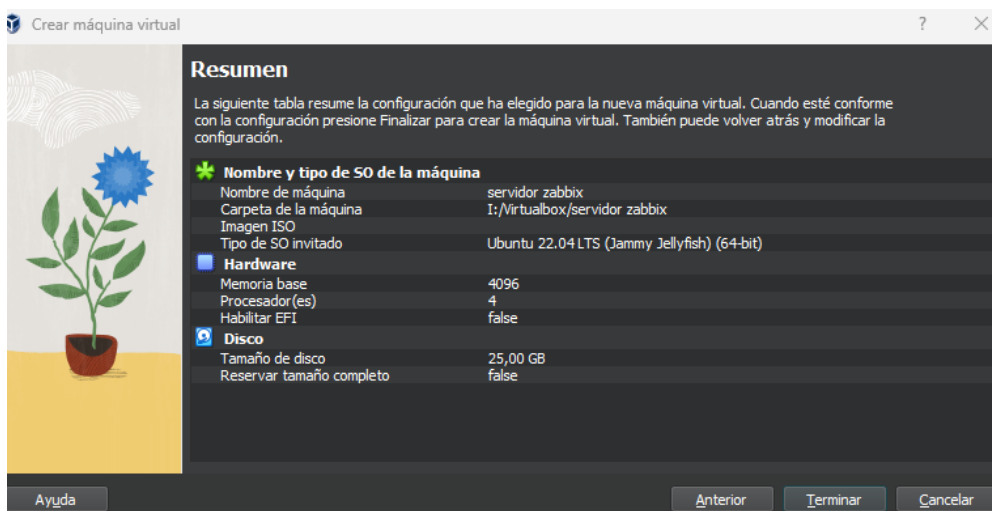 Crear máquina virtual
?
Resumen
La siguiente tabla resume la configuración que ha elegido para la nueva máquina virtual. Cuando esté conforme
con la configuración presione Finalizar para crear la máquina virtual. También puede volver atrás y modificar la
configuración.
Nombre y tipo de SO de la máquina
Nombre de máquina servidor zabbix
Carpeta de la máquina I:/Virtualbox/servidor zabbix
Imagen ISO
Tipo de SO invitado Ubuntu 22.04 LTS (Jammy Jellyfish) (64-bit)
Hardware
Memoria base 4096
Procesador(es) 4
Habilitar EFI false
Disco
Tamaño de disco 25,00 GB
Reservar tamaño completo false
Ayuda Anterior Terminar Cancelar